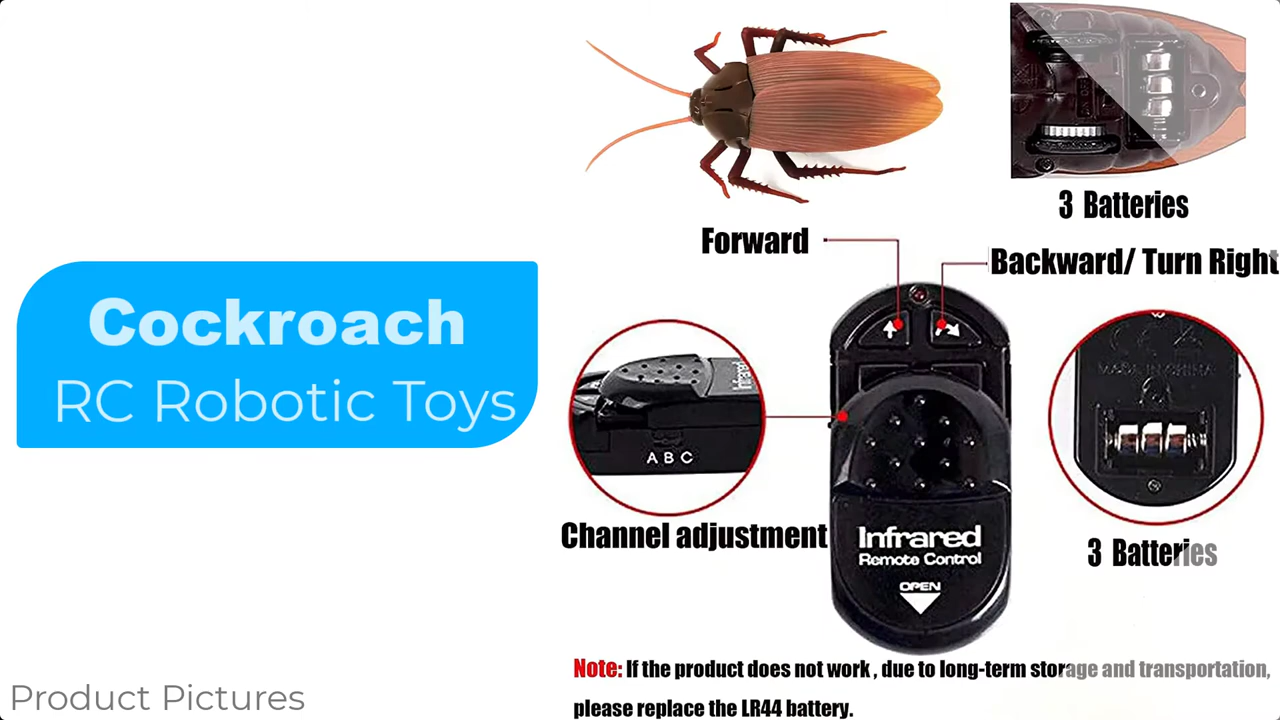 Cockroach
RC Robotic Toys
Product Pictures
3 Batteries
Forward
Backward/ Turn Right
MADE IN CHINA
A B C
Channel adjustment
Infrared
Remote Control
OPEN
3 Batteries
Note: If the product does not work , due to long-term storage and transportation,
please replace the LR44 battery.